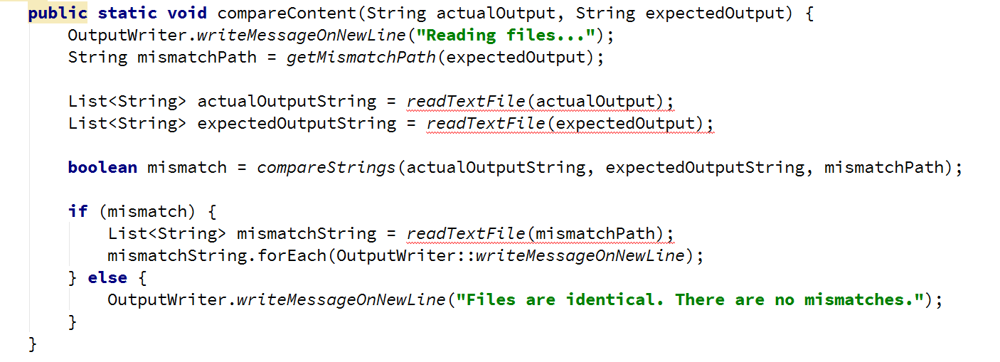 public static void compareContent(String actualOutput, String expectedOutput) {
    OutputWriter.writeMessageOnNewLine("Reading files...");
    String mismatchPath = getMismatchPath(expectedOutput);

    List<String> actualOutputString = readTextFile(actualOutput);
    List<String> expectedOutputString = readTextFile(expectedOutput);

    boolean mismatch = compareStrings(actualOutputString, expectedOutputString, mismatchPath);

    if (mismatch) {
        List<String> mismatchString = readTextFile(mismatchPath);
        mismatchString.forEach(OutputWriter::writeMessageOnNewLine);
    } else {
        OutputWriter.writeMessageOnNewLine("Files are identical. There are no mismatches.");
    }
}